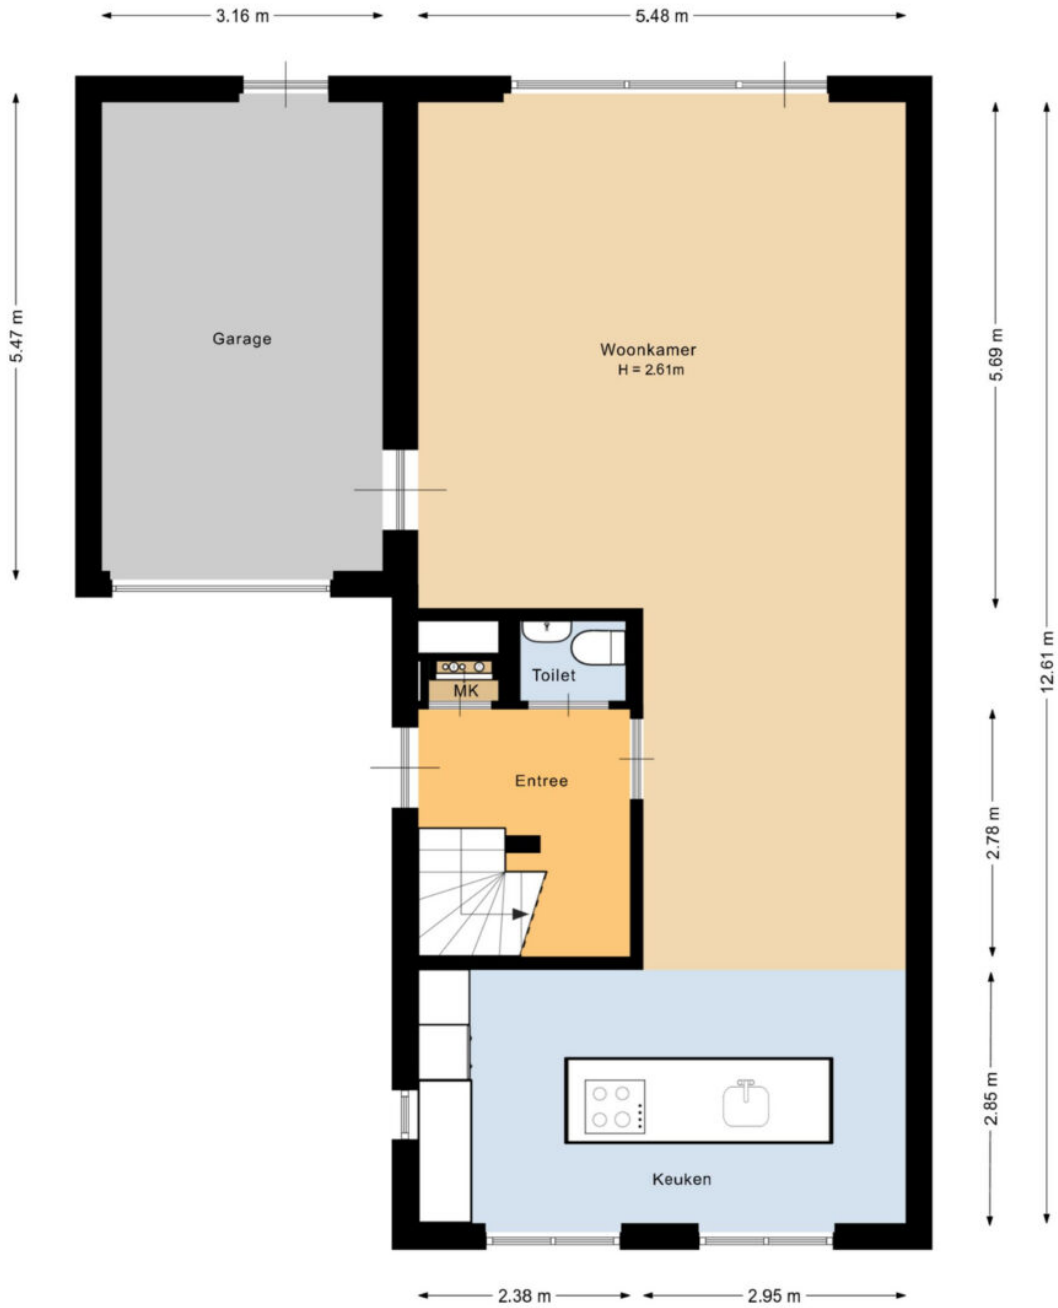 3.16 m
5.48 m
5.47 m
Garage
Woonkamer
H = 2.61m
5.69 m
12.61 m
Toilet
MK
Entree
2.78 m
2.85 m
Keuken
2.38 m
2.95 m